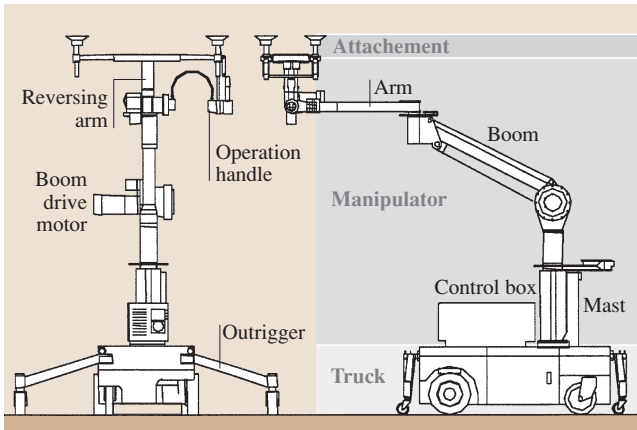 Attachement
Reversing
arm
Arm
Boom
Operation
handle
Boom
drive
motor
Manipulator
Control box
Mast
Outrigger
Truck